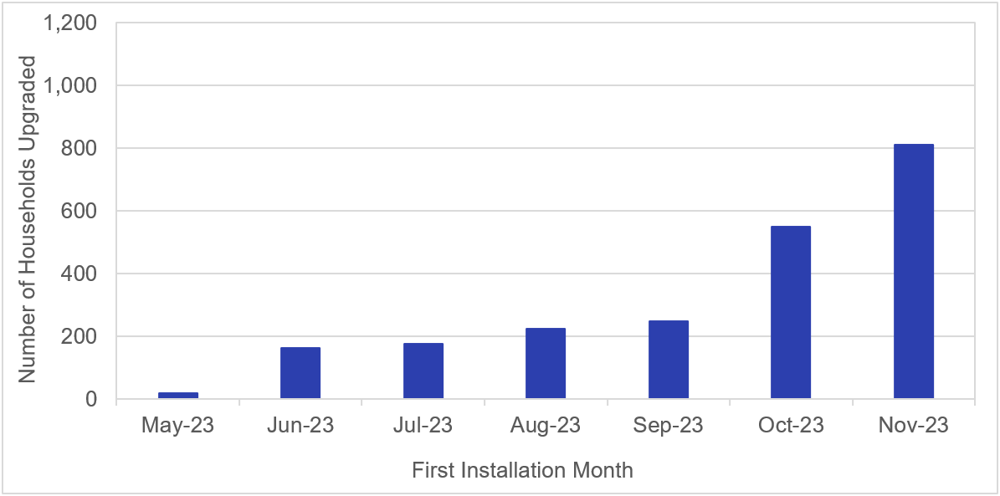 1,200
1,000
800
600
400
200
0
Number of Households Upgraded
May-23 Jun-23 Jul-23 Aug-23 Sep-23 Oct-23 Nov-23
First Installation Month